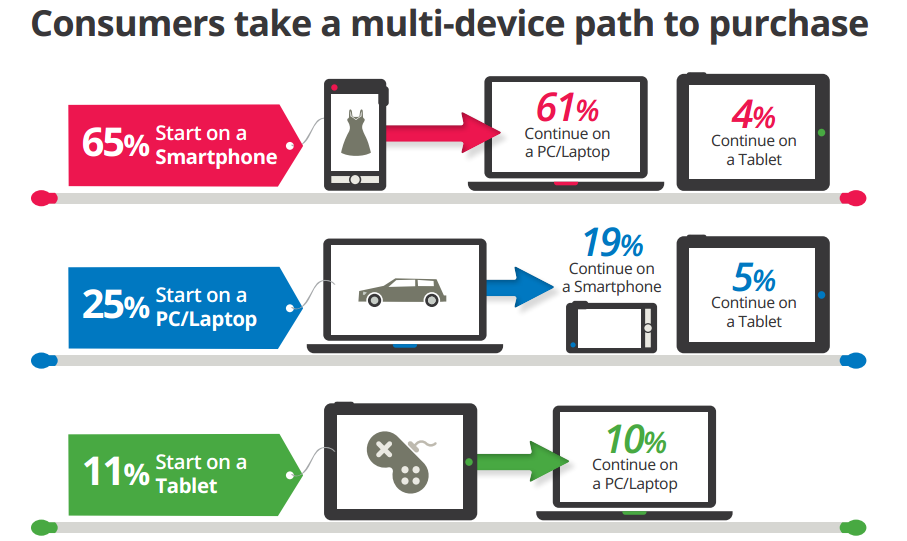 Consumers take a multi-device path to purchase
65% Start on a
Smartphone
61%
Continue on
a PC/Laptop
4%
Continue on
a Tablet
25% Start on a
PC/Laptop
19%
Continue on
a Smartphone
5%
Continue on
a Tablet
11% Start on a
Tablet
10%
Continue on
a PC/Laptop